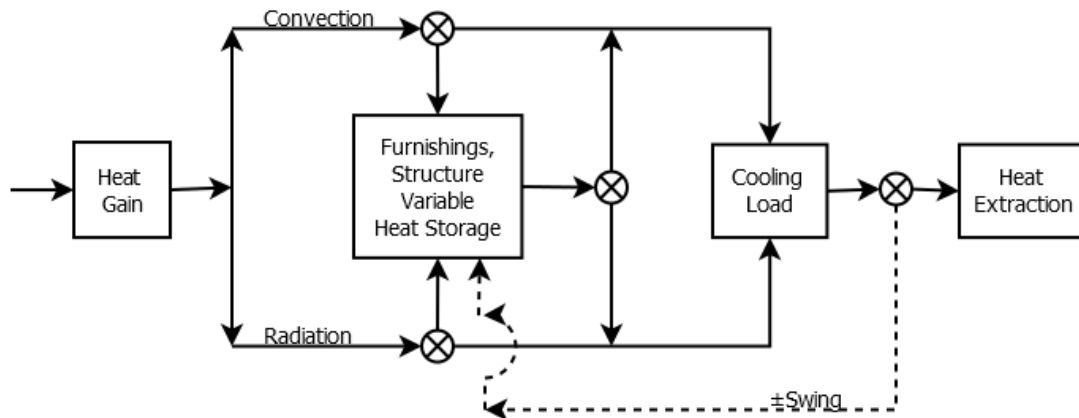 Convection
Heat
Gain
Furnishings,
Structure
Variable
Heat Storage
Cooling
Load
Heat
Extraction
Radiation
±Swing